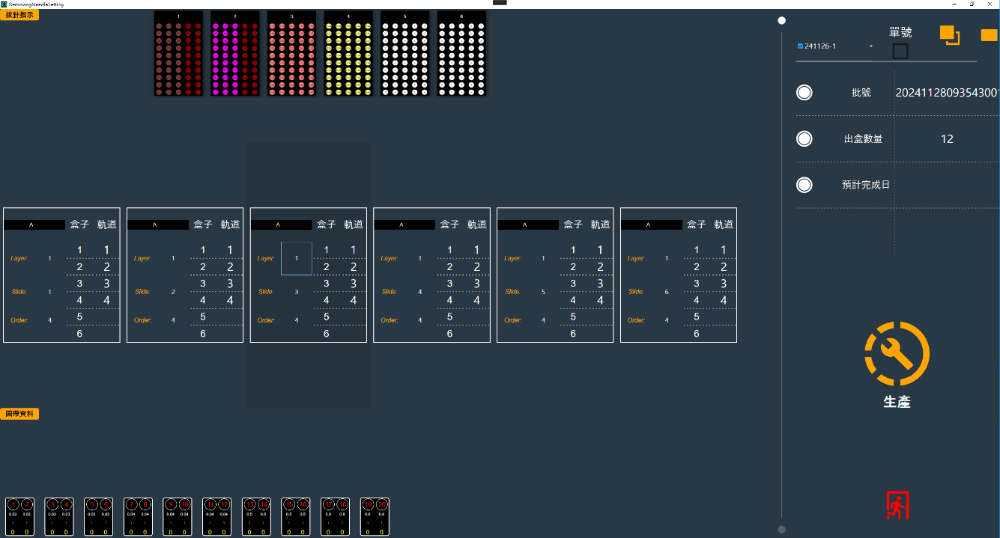 RemovingNeedleSetting
拔針指示
1 2 3 4 5 6
單號
241126-1
批號 20241128093543001
出盒數量 12
預計完成日
A 盒子 軌道 A 盒子 軌道 A 盒子 軌道 A 盒子 軌道 A 盒子 軌道 A 盒子 軌道
1 1 1 1 1 1 1 1 1 1 1 1
Layer: 1 Layer: 1 Layer: 1 Layer: 1 Layer: 1 Layer: 1
2 2 2 2 2 2 2 2 2 2 2 2
3 3 3 3 3 3 3 3 3 3 3 3
Slide: 1 Slide: 2 Slide: 3 Slide: 4 Slide: 5 Slide: 6
4 4 4 4 4 4 4 4 4 4 4 4
5 5 5 5 5 5
Order: 4 Order: 4 Order: 4 Order: 4 Order: 4 Order: 4
6 6 6 6 6 6
生產
圓帶資料
1 2 3 4 5 6 7 8 9 10 11 12 13 14 15 16 17 18 19 20
0.03 0.03 0.03 0.03 0.03 0.03 0.04 0.04 0.04 0.04 0.04 0.04 0.5 0.5 0.5 0.5 0.8 0.8 0.8 0.8
1 1 1 1 1 1 1 1 1 1 1 1 1 1 1 1 1 1 1 1
0 0 0 0 0 0 0 0 0 0 0 0 0 0 0 0 0 0 0 0